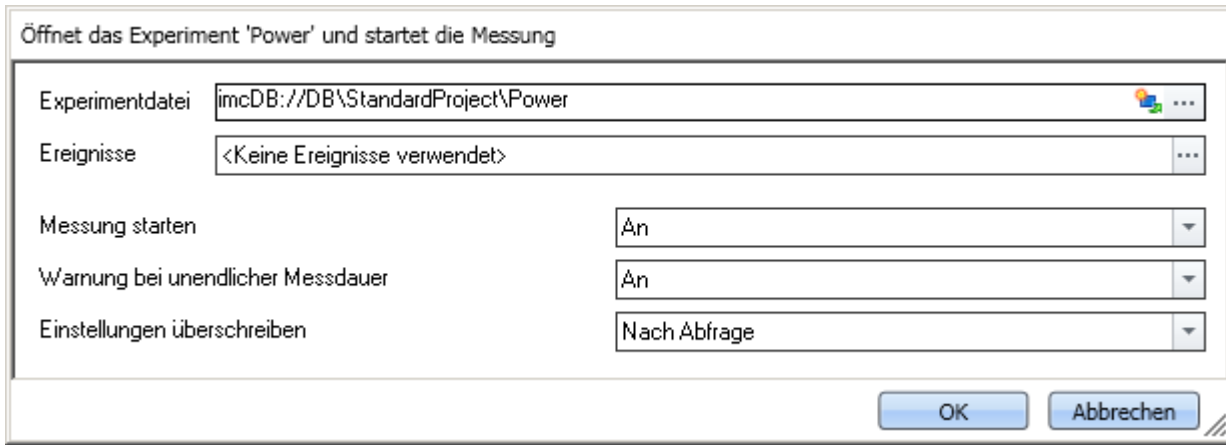 Öffnet das Experiment 'Power' und startet die Messung
Experimentdatei imcDB://DB\StandardProject\Power ...
Ereignisse <Keine Ereignisse verwendet> ...
Messung starten An
Warnung bei unendlicher Messdauer An
Einstellungen überschreiben Nach Abfrage
OK Abbrechen